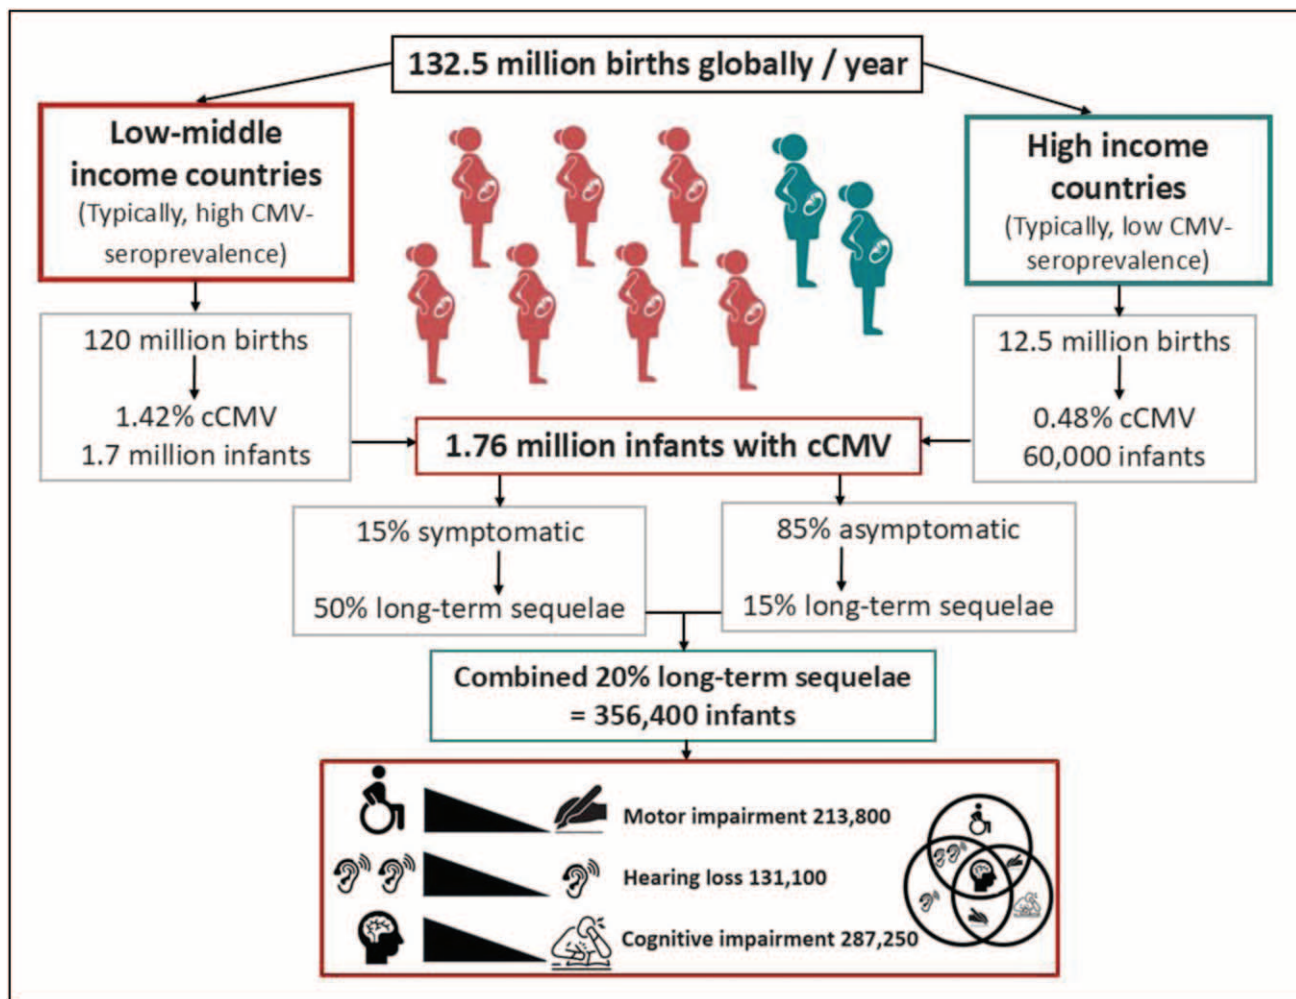 132.5 million births globally / year
Low-middle
income countries
(Typically, high CMV-
seroprevalence)
High income
countries
(Typically, low CMV-
seroprevalence)
120 million births
1.42% cCMV
1.7 million infants
12.5 million births
0.48% cCMV
60,000 infants
1.76 million infants with cCMV
15% symptomatic
50% long-term sequelae
85% asymptomatic
15% long-term sequelae
Combined 20% long-term sequelae
= 356,400 infants
Motor impairment 213,800
Hearing loss 131,100
Cognitive impairment 287,250